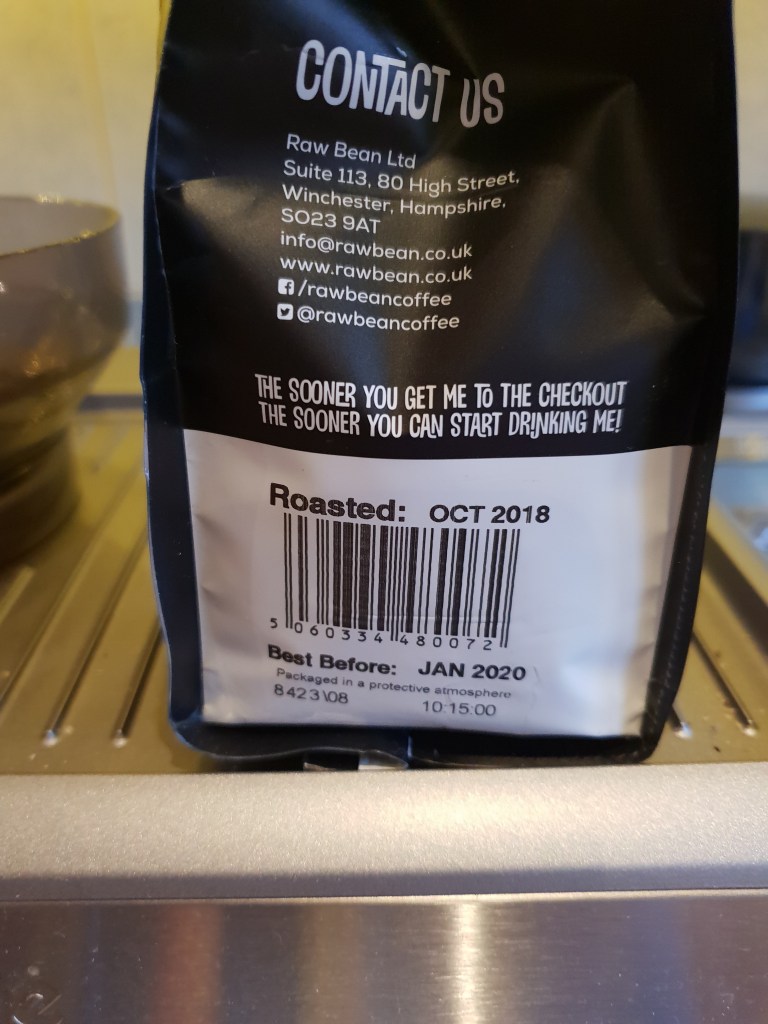 CONTACT US
Raw Bean Ltd
Suite 113, 80 High Street,
Winchester, Hampshire,
SO23 9AT
info@rawbean.co.uk
www.rawbean.co.uk
/rawbeancoffee
@rawbeancoffee
THE SOONER YOU GET ME TO THE CHECKOUT
THE SOONER YOU CAN START DRINKING ME!
Roasted: OCT 2018
5 060334 480072
Best Before: JAN 2020
Packaged in a protective atmosphere
8423\08 10:15:00